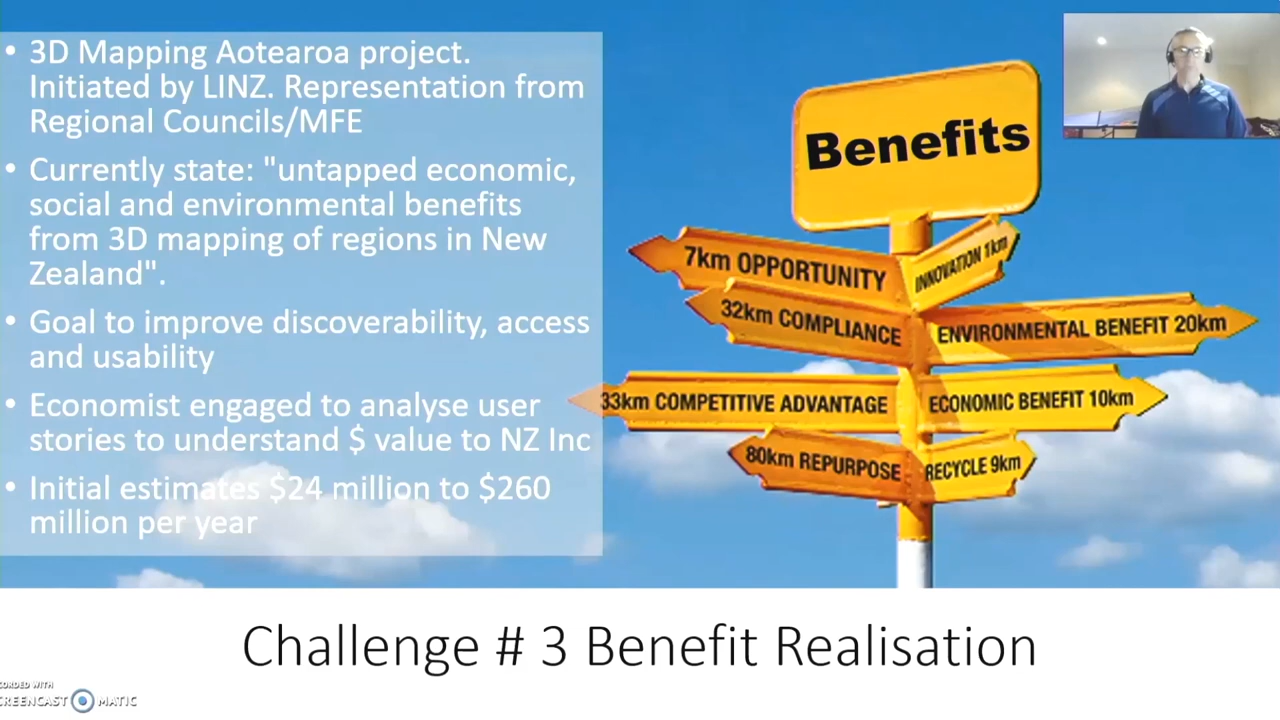 • 3D Mapping Aotearoa project.
Initiated by LINZ. Representation from
Regional Councils/MFE
• Currently state: "untapped economic,
social and environmental benefits
from 3D mapping of regions in New
Zealand".
• Goal to improve discoverability, access
and usability
• Economist engaged to analyse user
stories to understand $ value to NZ Inc
• Initial estimates $24 million to $260
million per year
Benefits
7km OPPORTUNITY
INNOVATION 1km
32km COMPLIANCE
ENVIRONMENTAL BENEFIT 20km
33km COMPETITIVE ADVANTAGE
ECONOMIC BENEFIT 10km
80km REPURPOSE
RECYCLE 9km
Challenge # 3 Benefit Realisation
CORDED WITH
CREENCAST MATIC